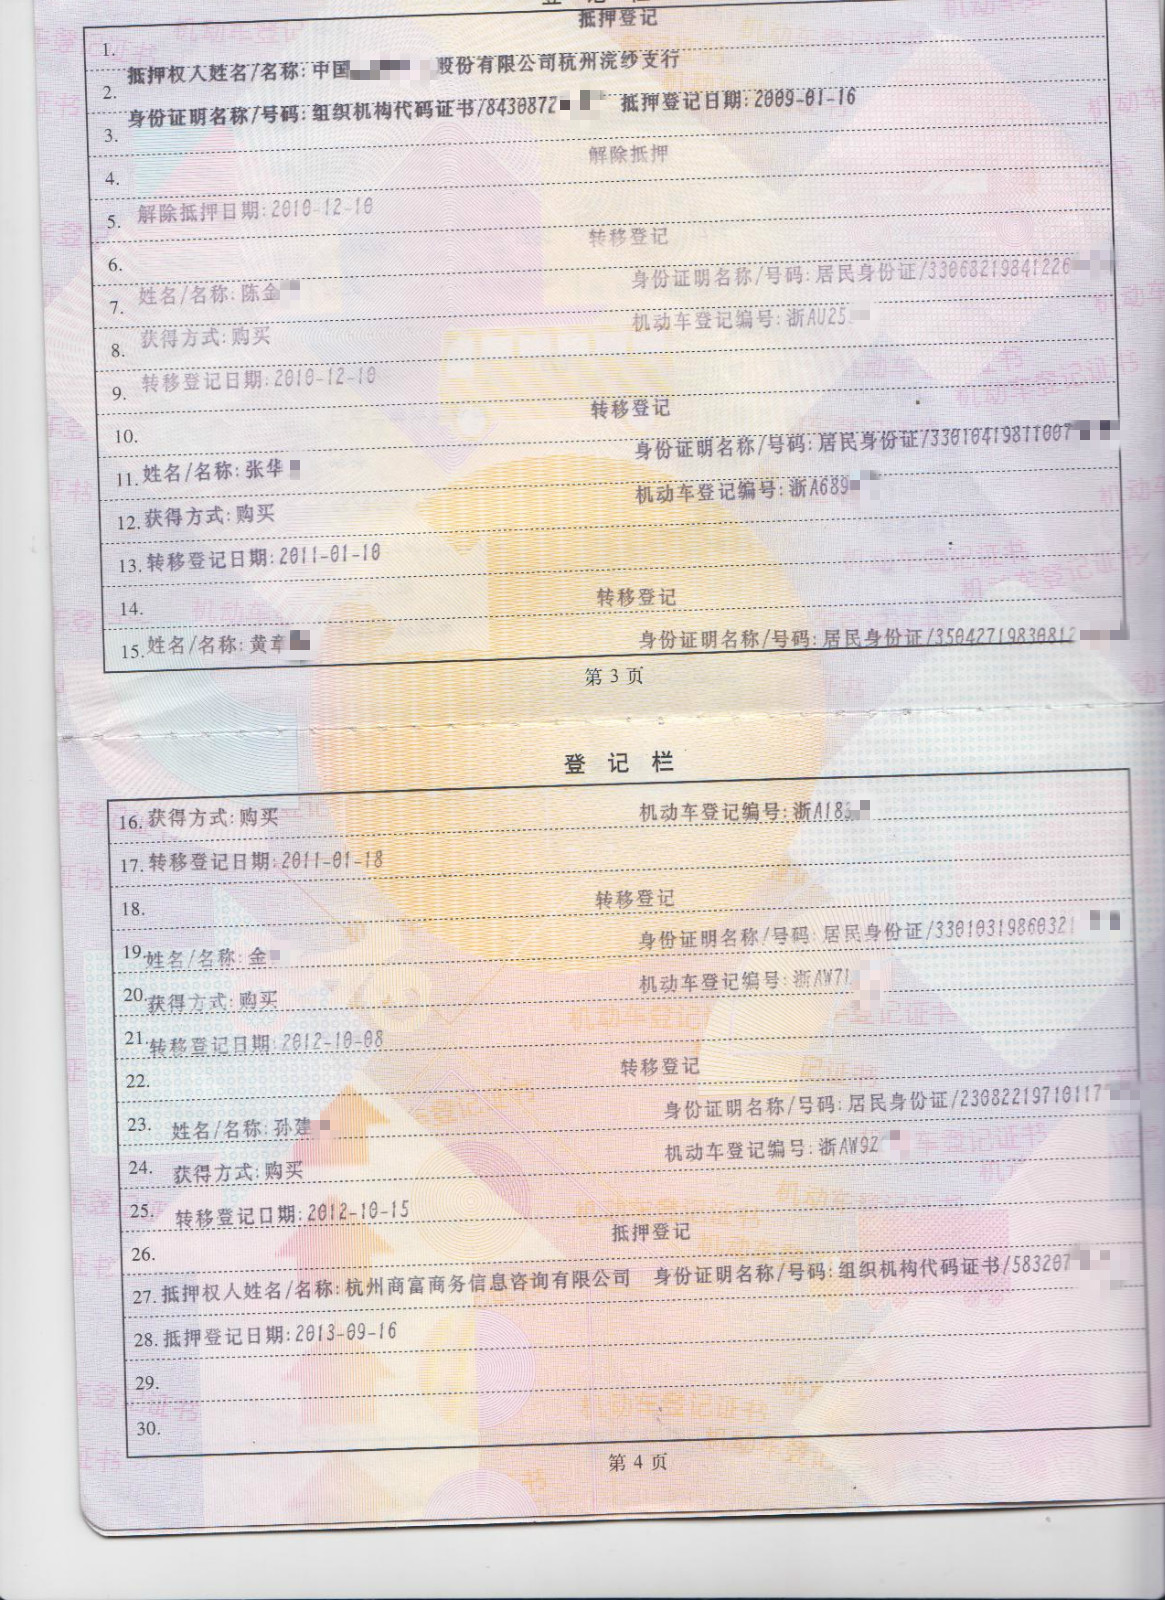 登 记 栏
抵押登记
1.
抵押权人姓名/名称:中国 股份有限公司杭州浣纱支行
2.
身份证明名称/号码:组织机构代码证书/8430872 抵押登记日期:2009-01-16
3.
解除抵押
4.
5. 解除抵押日期:2010-12-10
转移登记
6.
身份证明名称/号码:居民身份证/33068219841226
7. 姓名/名称:陈金
机动车登记编号:浙AU25
8. 获得方式:购买
9. 转移登记日期:2010-12-10
转移登记
10.
身份证明名称/号码:居民身份证/33010419811007
11. 姓名/名称:张华
机动车登记编号:浙A689
12. 获得方式:购买
13. 转移登记日期:2011-01-10
转移登记
14.
15. 姓名/名称:黄章 身份证明名称/号码:居民身份证/35042719830812
第 3 页
登 记 栏
16. 获得方式:购买 机动车登记编号:浙A183
17. 转移登记日期:2011-01-18
转移登记
18.
身份证明名称/号码:居民身份证/33010319860321
19. 姓名/名称:金
机动车登记编号:浙AW71
20. 获得方式:购买
21. 转移登记日期:2012-10-08
转移登记
22.
身份证明名称/号码:居民身份证/23082219710117
23. 姓名/名称:孙建
机动车登记编号:浙AW92
24. 获得方式:购买
25. 转移登记日期:2012-10-15
抵押登记
26.
27. 抵押权人姓名/名称:杭州商富商务信息咨询有限公司 身份证明名称/号码:组织机构代码证书/583207
28. 抵押登记日期:2013-09-16
29.
30.
第 4 页